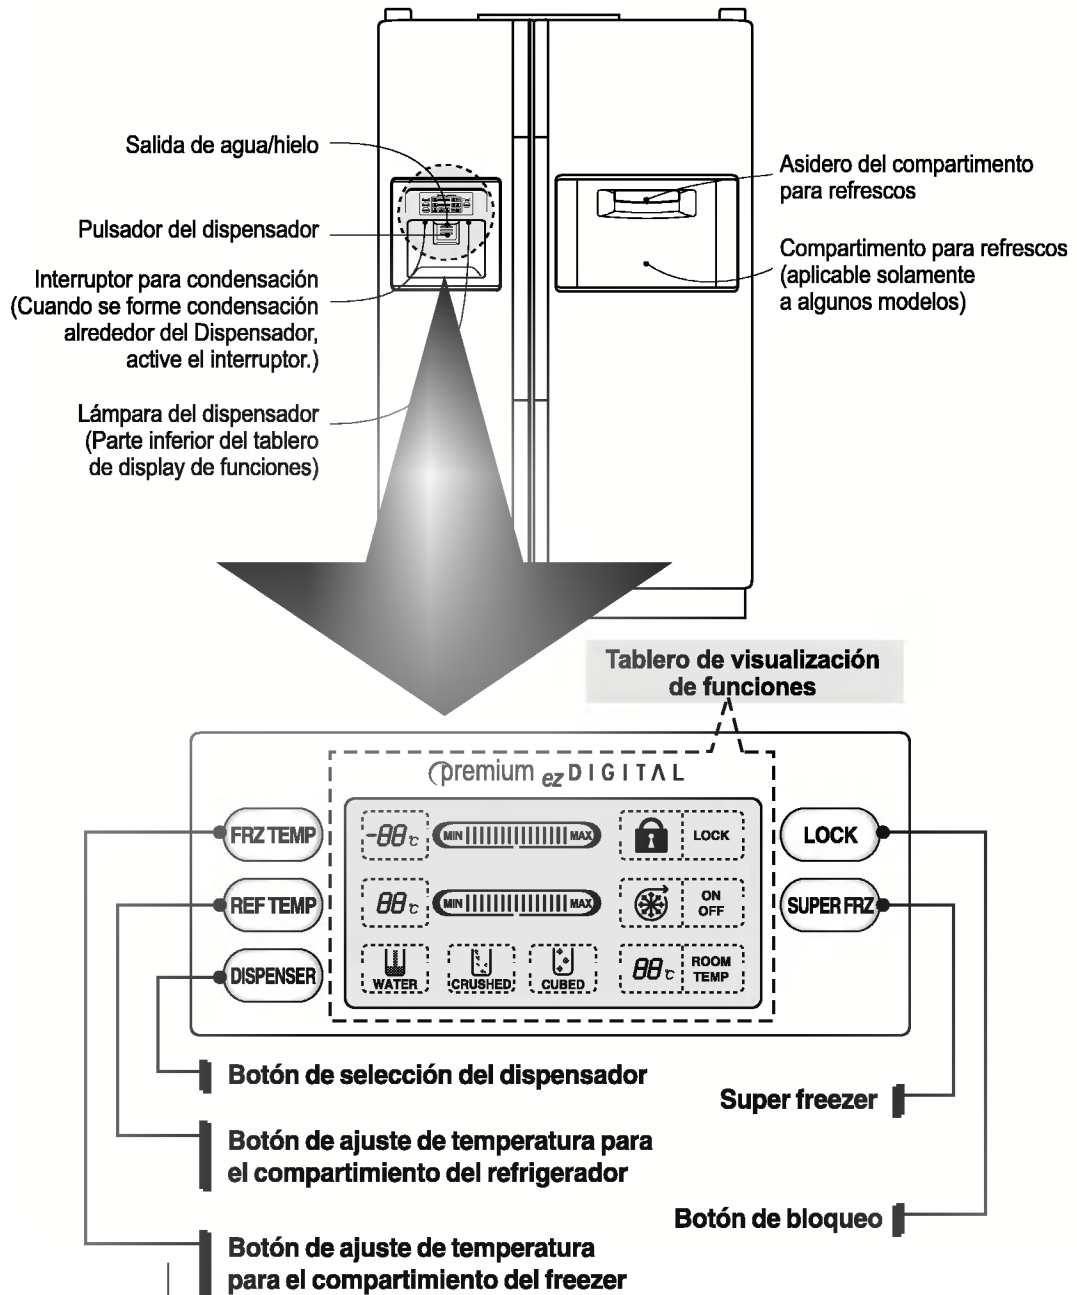 Salida de agua/hielo
Pulsador del dispensador
Interruptor para condensación
(Cuando se forme condensación
alrededor del Dispensador,
active el interruptor.)
Lámpara del dispensador
(Parte inferior del tablero
de display de funciones)
Asidero del compartimento
para refrescos
Compartimento para refrescos
(aplicable solamente
a algunos modelos)
Tablero de visualización
de funciones
premium ez DIGITAL
FRZ TEMP
-88 °C
MIN MAX
LOCK
LOCK
REF TEMP
88 °C
MIN MAX
ON
OFF
SUPER FRZ
DISPENSER
WATER
CRUSHED
CUBED
88 °C
ROOM
TEMP
Botón de selección del dispensador
Super freezer
Botón de ajuste de temperatura para
el compartimiento del refrigerador
Botón de bloqueo
Botón de ajuste de temperatura
para el compartimiento del freezer